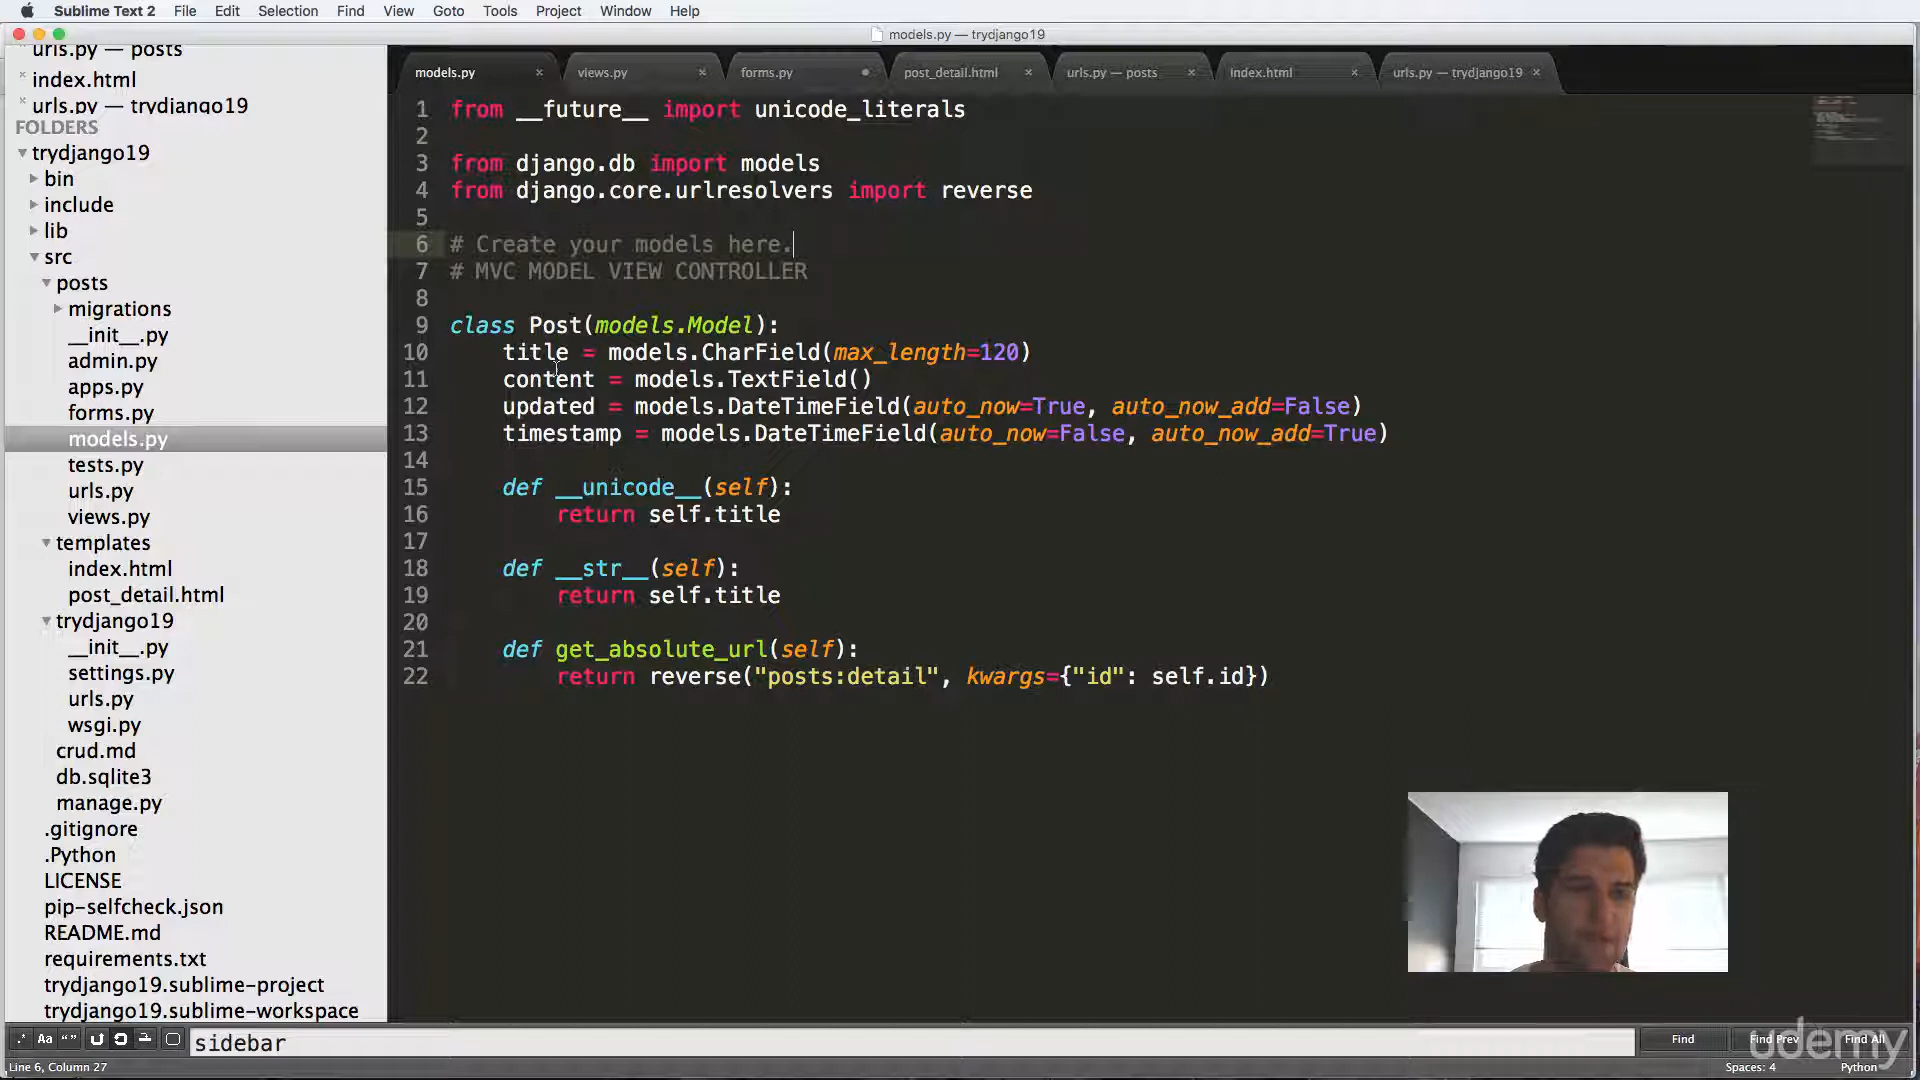 Sublime Text 2 File Edit Selection Find View Goto Tools Project Window Help
models.py — trydjango19
urls.py — posts
index.html
urls.py — trydjango19
FOLDERS
trydjango19
bin
include
lib
src
posts
migrations
__init__.py
admin.py
apps.py
forms.py
models.py
tests.py
urls.py
views.py
templates
index.html
post_detail.html
trydjango19
__init__.py
settings.py
urls.py
wsgi.py
crud.md
db.sqlite3
manage.py
.gitignore
.Python
LICENSE
pip-selfcheck.json
README.md
requirements.txt
trydjango19.sublime-project
trydjango19.sublime-workspace
models.py views.py forms.py post_detail.html urls.py — posts index.html urls.py — trydjango19
1 from __future__ import unicode_literals
2
3 from django.db import models
4 from django.core.urlresolvers import reverse
5
6 # Create your models here.
7 # MVC MODEL VIEW CONTROLLER
8
9 class Post(models.Model):
10 title = models.CharField(max_length=120)
11 content = models.TextField()
12 updated = models.DateTimeField(auto_now=True, auto_now_add=False)
13 timestamp = models.DateTimeField(auto_now=False, auto_now_add=True)
14
15 def __unicode__(self):
16 return self.title
17
18 def __str__(self):
19 return self.title
20
21 def get_absolute_url(self):
22 return reverse("posts:detail", kwargs={"id": self.id})
.* Aa “” sidebar Find Find Prev Find All
udemy
Line 6, Column 27 Spaces: 4 Python